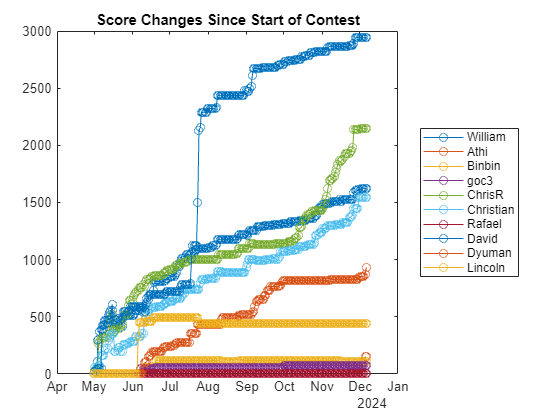 Score Changes Since Start of Contest
3000
2500
2000
1500
1000
500
0
Apr May Jun Jul Aug Sep Oct Nov Dec Jan
2024
William
Athi
Binbin
goc3
ChrisR
Christian
Rafael
David
Dyuman
Lincoln